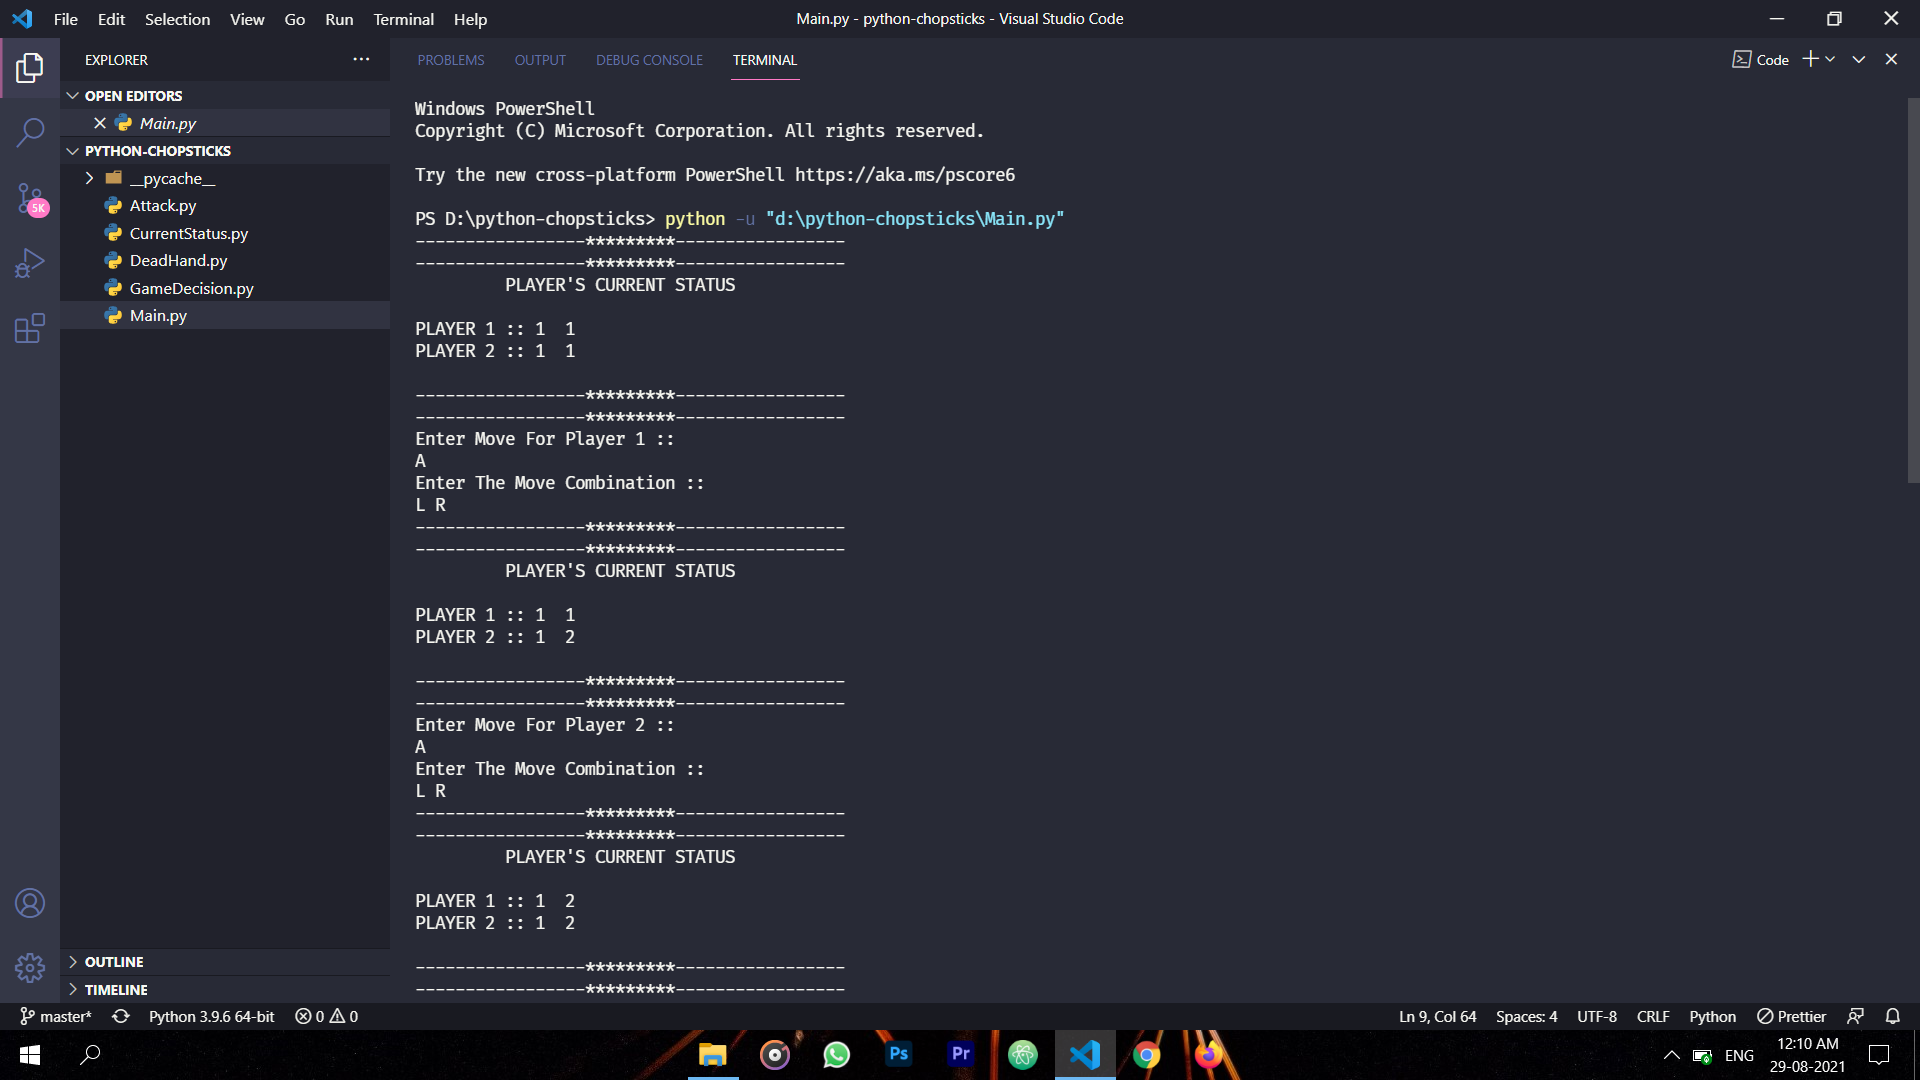 File Edit Selection View Go Run Terminal Help
Main.py - python-chopsticks - Visual Studio Code
EXPLORER
OPEN EDITORS
Main.py
PYTHON-CHOPSTICKS
__pycache__
Attack.py
CurrentStatus.py
DeadHand.py
GameDecision.py
Main.py
OUTLINE
TIMELINE
5K
PROBLEMS OUTPUT DEBUG CONSOLE TERMINAL
Code
Windows PowerShell
Copyright (C) Microsoft Corporation. All rights reserved.
Try the new cross-platform PowerShell https://aka.ms/pscore6
PS D:\python-chopsticks> python -u "d:\python-chopsticks\Main.py"
-----------------*********-----------------
-----------------*********-----------------
PLAYER'S CURRENT STATUS
PLAYER 1 :: 1  1
PLAYER 2 :: 1  1
-----------------*********-----------------
-----------------*********-----------------
Enter Move For Player 1 ::
A
Enter The Move Combination ::
L R
-----------------*********-----------------
-----------------*********-----------------
PLAYER'S CURRENT STATUS
PLAYER 1 :: 1  1
PLAYER 2 :: 1  2
-----------------*********-----------------
-----------------*********-----------------
Enter Move For Player 2 ::
A
Enter The Move Combination ::
L R
-----------------*********-----------------
-----------------*********-----------------
PLAYER'S CURRENT STATUS
PLAYER 1 :: 1  2
PLAYER 2 :: 1  2
-----------------*********-----------------
-----------------*********-----------------
master* Python 3.9.6 64-bit 0 0
Ln 9, Col 64 Spaces: 4 UTF-8 CRLF Python Prettier
Ps Pr
ENG
12:10 AM
29-08-2021